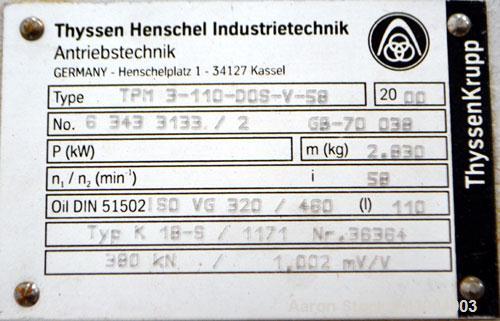 Thyssen Henschel Industrietechnik
Antriebstechnik
GERMANY - Henschelplatz 1 - 34127 Kassel
Type TPM 3-110-DOS-V-58 20 00
No. 6 343 3133 / 2 GB-70 038
P (kW) m (kg) 2.830
n₁ / n₂ (min⁻¹) i 58
Oil DIN 51502 ISO VG 320 / 460 (l) 110
Typ K 18-S / 1171 Nr.36364
380 kN / 1,002 mV/V
ThyssenKrupp